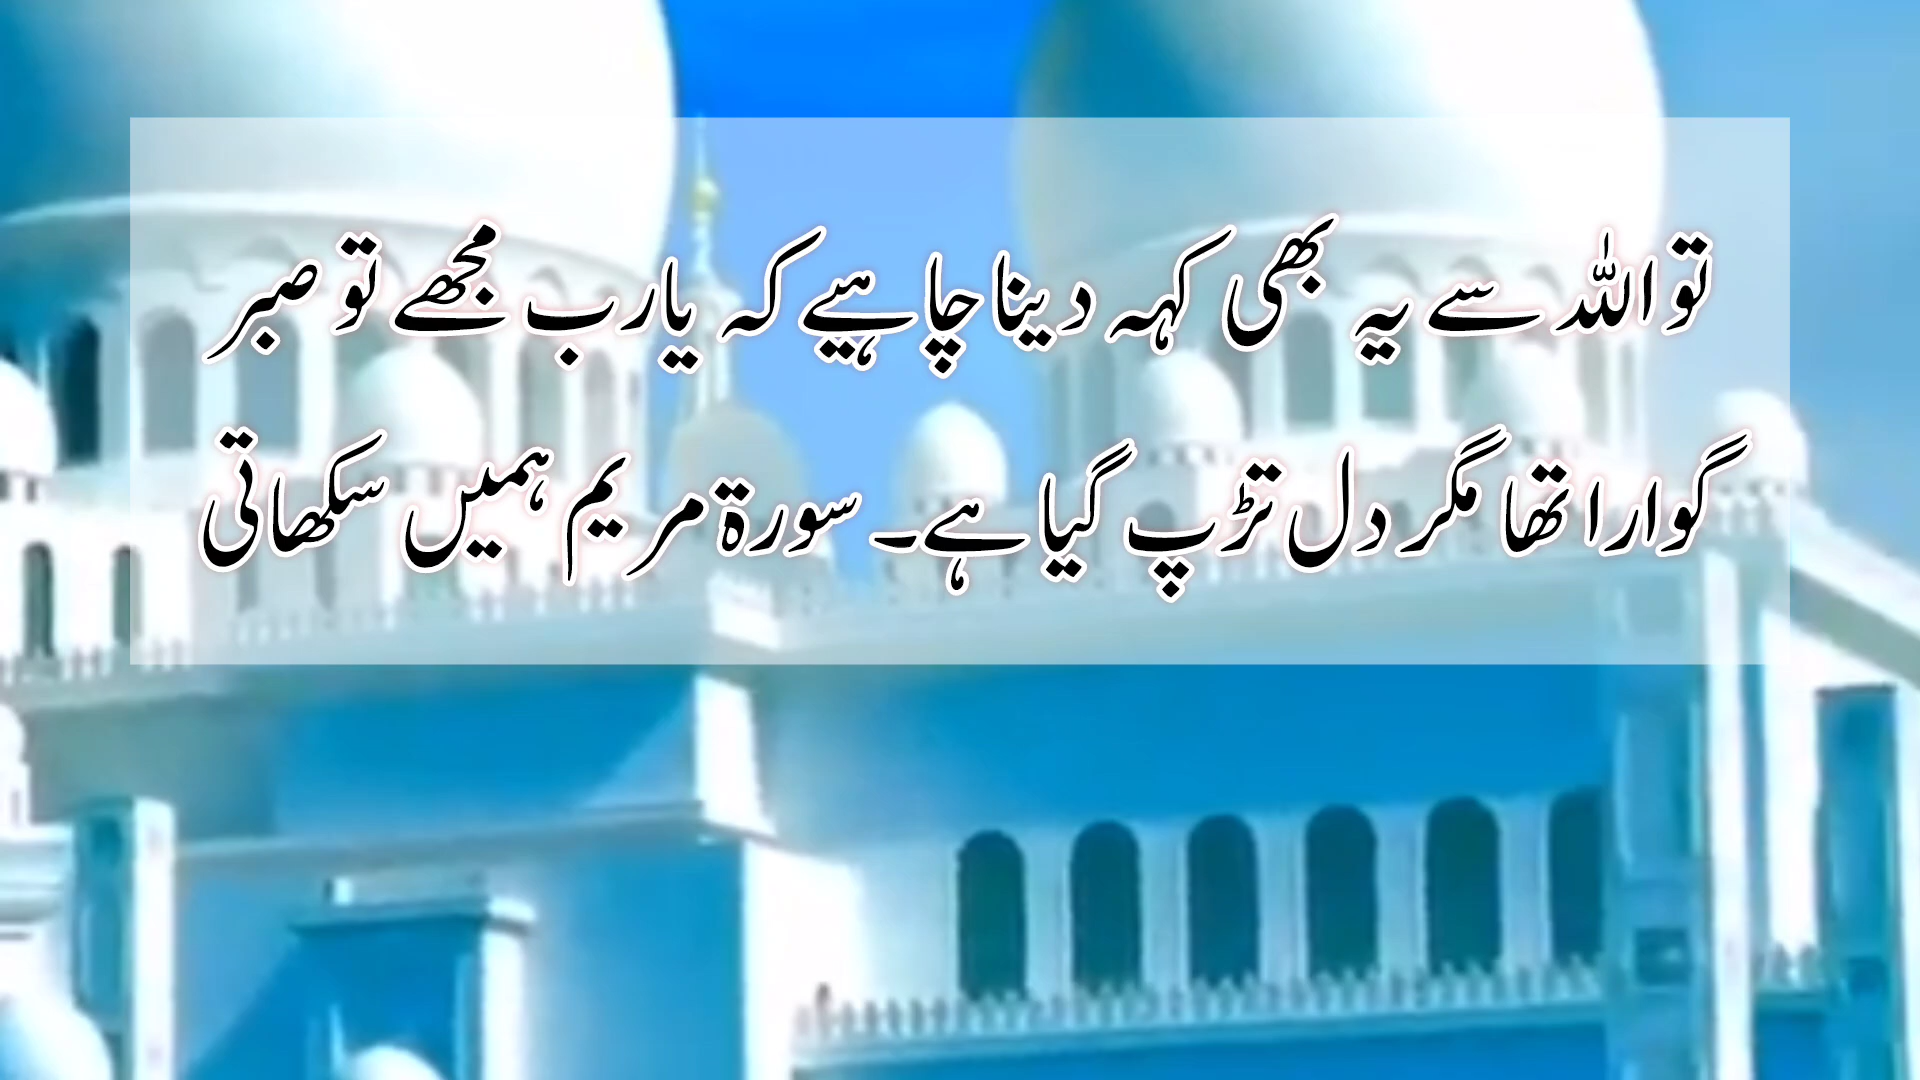 تو اللہ سے یہ بھی کہہ دینا چاہیے کہ یارب مجھے تو صبر
گوارا تھا مگر دل تڑپ گیا ہے۔ سورۃ مریم ہمیں سکھاتی